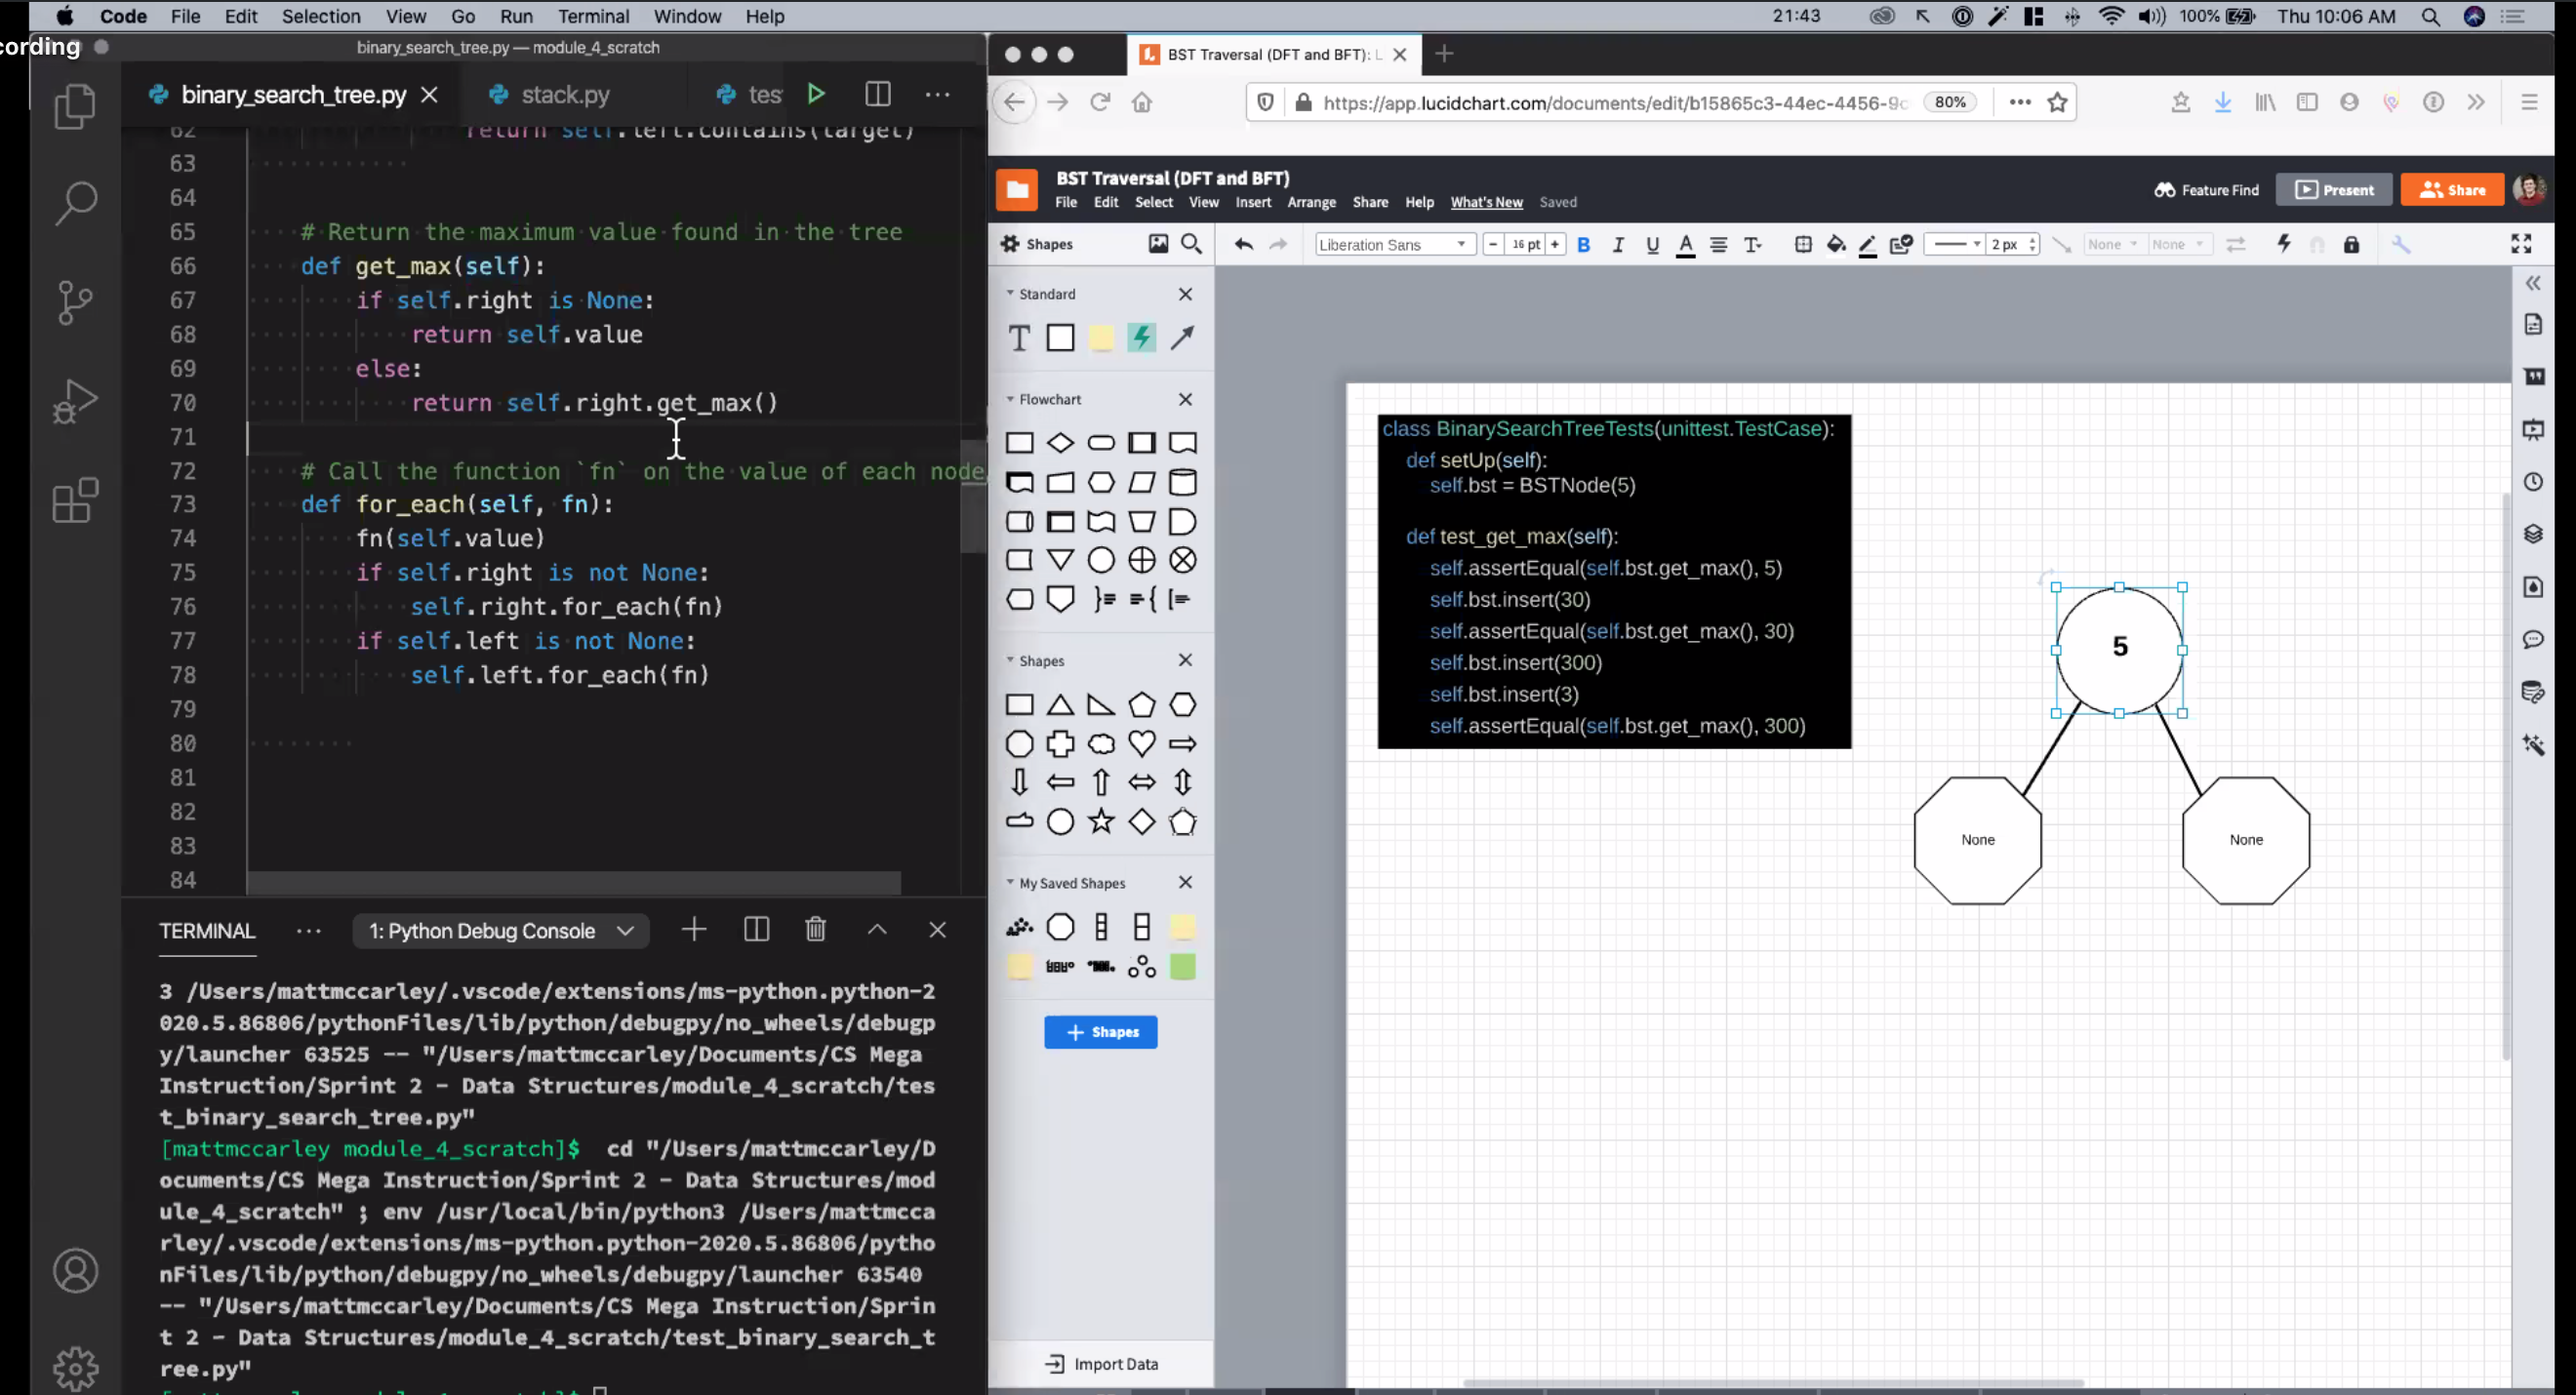 Code File Edit Selection View Go Run Terminal Window Help
21:43 100% Thu 10:06 AM
cording
binary_search_tree.py — module_4_scratch
binary_search_tree.py stack.py tes
62 return self.left.contains(target)
63
64
65 # Return the maximum value found in the tree
66 def get_max(self):
67 if self.right is None:
68 return self.value
69 else:
70 return self.right.get_max()
71
72 # Call the function `fn` on the value of each node
73 def for_each(self, fn):
74 fn(self.value)
75 if self.right is not None:
76 self.right.for_each(fn)
77 if self.left is not None:
78 self.left.for_each(fn)
79
80
81
82
83
84
TERMINAL ··· 1: Python Debug Console
3 /Users/mattmccarley/.vscode/extensions/ms-python.python-2
020.5.86806/pythonFiles/lib/python/debugpy/no_wheels/debugp
y/launcher 63525 -- "/Users/mattmccarley/Documents/CS Mega
Instruction/Sprint 2 - Data Structures/module_4_scratch/tes
t_binary_search_tree.py"
[mattmccarley module_4_scratch]$ cd "/Users/mattmccarley/D
ocuments/CS Mega Instruction/Sprint 2 - Data Structures/mod
ule_4_scratch" ; env /usr/local/bin/python3 /Users/mattmcca
rley/.vscode/extensions/ms-python.python-2020.5.86806/pytho
nFiles/lib/python/debugpy/no_wheels/debugpy/launcher 63540
-- "/Users/mattmccarley/Documents/CS Mega Instruction/Sprin
t 2 - Data Structures/module_4_scratch/test_binary_search_t
ree.py"
BST Traversal (DFT and BFT): L
https://app.lucidchart.com/documents/edit/b15865c3-44ec-4456-9c 80%
BST Traversal (DFT and BFT)
File Edit Select View Insert Arrange Share Help What's New Saved
Feature Find Present Share
Shapes Liberation Sans 16 pt B I U A T 2 px None None
Standard
Flowchart
Shapes
My Saved Shapes
+ Shapes
Import Data
class BinarySearchTreeTests(unittest.TestCase):
def setUp(self):
self.bst = BSTNode(5)
def test_get_max(self):
self.assertEqual(self.bst.get_max(), 5)
self.bst.insert(30)
self.assertEqual(self.bst.get_max(), 30)
self.bst.insert(300)
self.bst.insert(3)
self.assertEqual(self.bst.get_max(), 300)
5
None None